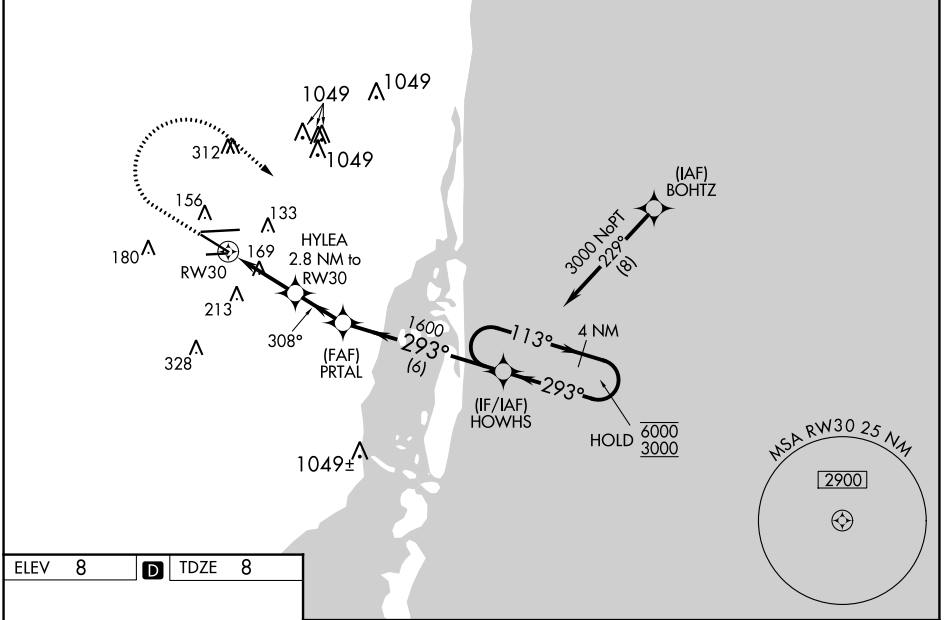 1049
1049
1049
312
(IAF)
BOHTZ
3000 NoPT
229°
(8)
156
133
180
169
HYLEA
2.8 NM to
RW30
RW30
213
308°
328
(FAF)
PRTAL
1600
293°
(6)
113°
4 NM
293°
(IF/IAF)
HOWHS
HOLD
6000
3000
1049±
MSA RW30 25 NM
2900
ELEV 8
D
TDZE 8